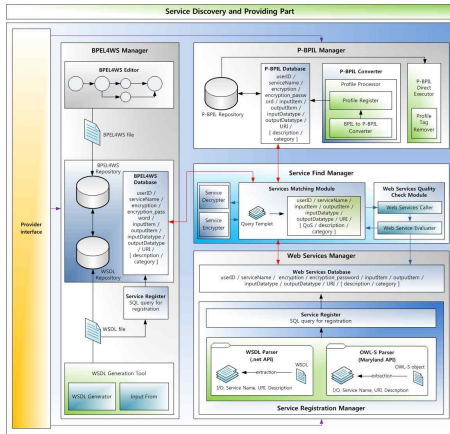 Service Discovery and Providing Part
Provider
interface
BPEL4WS Manager
BPEL4WS Editor
BPEL4WS file
BPEL4WS
Repository
BPEL4WS
Database
userID /
serviceName /
encryption /
encryption_pass
word /
inputItem /
outputItem /
inputDatatype /
outputDatatype
/ URI /
[ description /
category ]
WSDL
Repository
Service Register
SQL query for
registration
WSDL file
WSDL Generation Tool
WSDL Generator
Input From
P-BPIL Manager
P-BPIL Repository
P-BPIL Database
userID /
serviceName /
encryption /
encryption_passw
ord / inputItem /
outputItem /
inputDatatype /
outputDatatype /
URI /
[ description /
category ]
P-BPIL Converter
Profile Processor
Profile Register
BPIL to P-BPIL
Converter
P-BPIL
Direct
Executor
Profile
Tag
Remover
Service Find Manager
Service
Decrypter
Service
Encrypter
Services Matching Module
Query Templet
userID / serviceName /
inputItem / outputItem /
inputDatatype /
outputDatatype / URI /
[ QoS / description /
category ]
Web Services Quality
Check Module
Web Services Caller
Web Service Evaluater
Web Services Manager
Web Services Database
userID / serviceName / encryption / encryption_password / inputItem / outputItem /
inputDatatype / outputDatatype / URI / [ description / category ]
Service Register
SQL query for registration
WSDL Parser
(.net API)
extraction
WSDL
I/O, Service Name, URI, Description
OWL-S Parser
(Maryland API)
extraction
OWL-S object
I/O, Service Name, URI, Description
Service Registration Manager